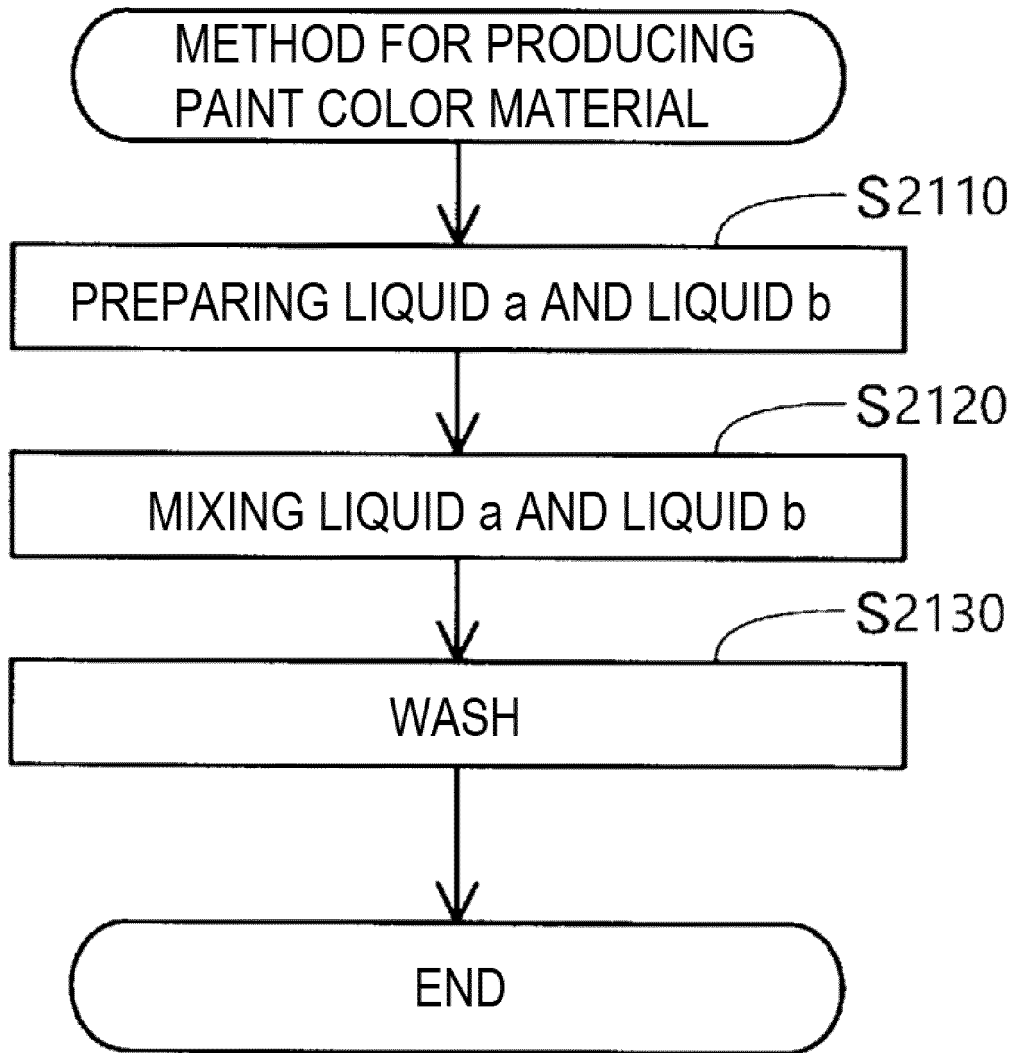 METHOD FOR PRODUCING
PAINT COLOR MATERIAL
S2110
PREPARING LIQUID a AND LIQUID b
S2120
MIXING LIQUID a AND LIQUID b
S2130
WASH
END